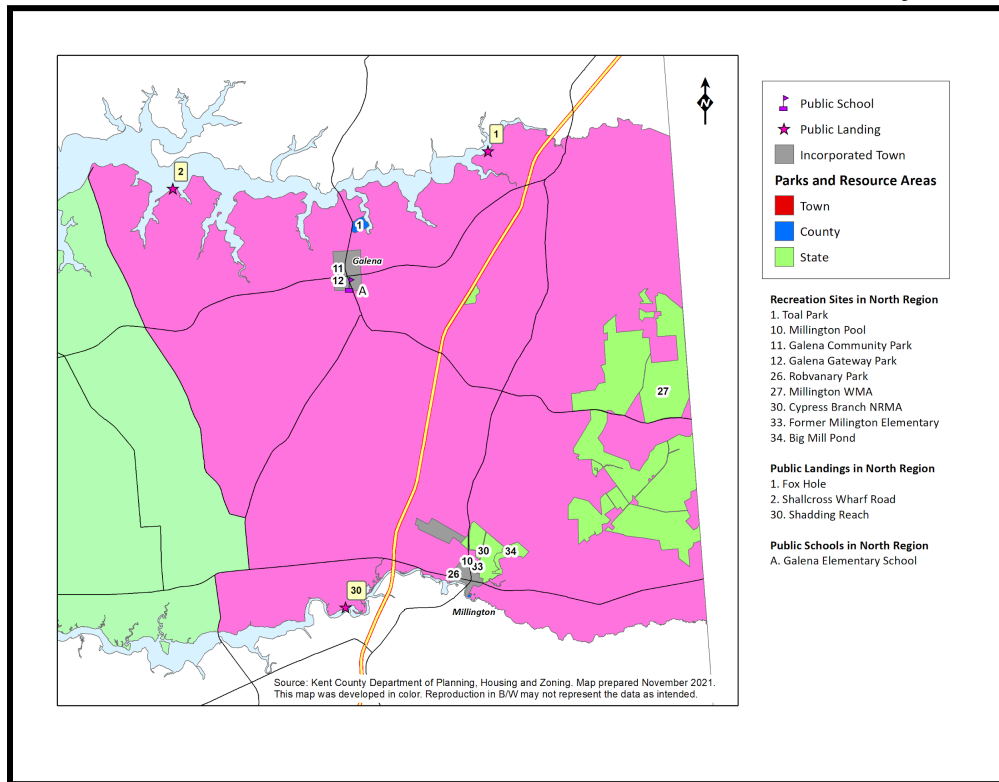 1
2
N
1
Galena
11
12
A
27
30
34
10
33
26
30
Millington
Source: Kent County Department of Planning, Housing and Zoning. Map prepared November 2021.
This map was developed in color. Reproduction in B/W may not represent the data as intended.
Public School
Public Landing
Incorporated Town
Parks and Resource Areas
Town
County
State
Recreation Sites in North Region
1. Toal Park
10. Millington Pool
11. Galena Community Park
12. Galena Gateway Park
26. Robvanary Park
27. Millington WMA
30. Cypress Branch NRMA
33. Former Milington Elementary
34. Big Mill Pond
Public Landings in North Region
1. Fox Hole
2. Shallcross Wharf Road
30. Shadding Reach
Public Schools in North Region
A. Galena Elementary School